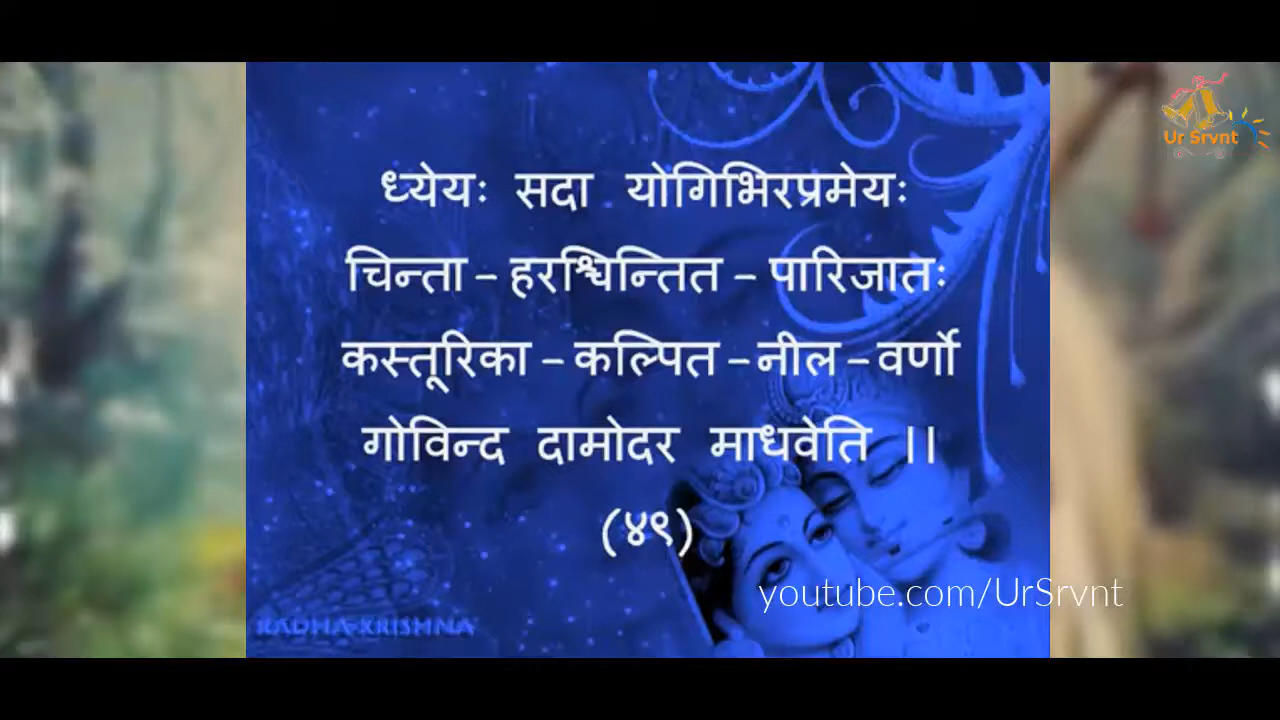 Ur Srvnt
ध्येयः सदा योगिभिरप्रमेयः
चिन्ता – हरश्चिन्तित – पारिजातः
कस्तूरिका – कल्पित – नील – वर्णो
गोविन्द दामोदर माधवेति ।।
(४९)
youtube.com/UrSrvnt
RADHA-KRISHNA